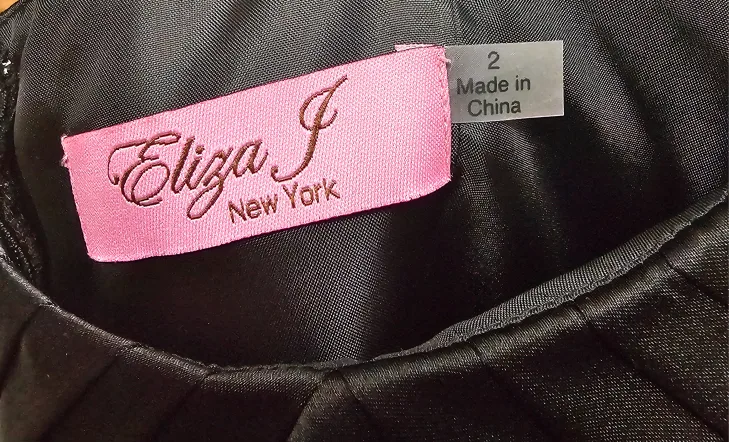 Eliza J
New York
2
Made in
China